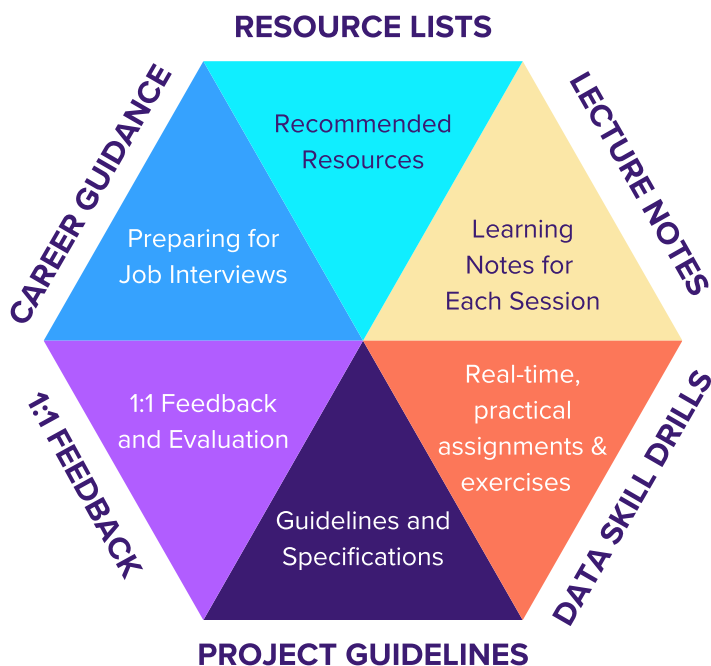 RESOURCE LISTS
Recommended
Resources
LECTURE NOTES
Learning
Notes for
Each Session
DATA SKILL DRILLS
Real-time,
practical
assignments &
exercises
PROJECT GUIDELINES
Guidelines and
Specifications
1:1 FEEDBACK
1:1 Feedback
and Evaluation
CAREER GUIDANCE
Preparing for
Job Interviews